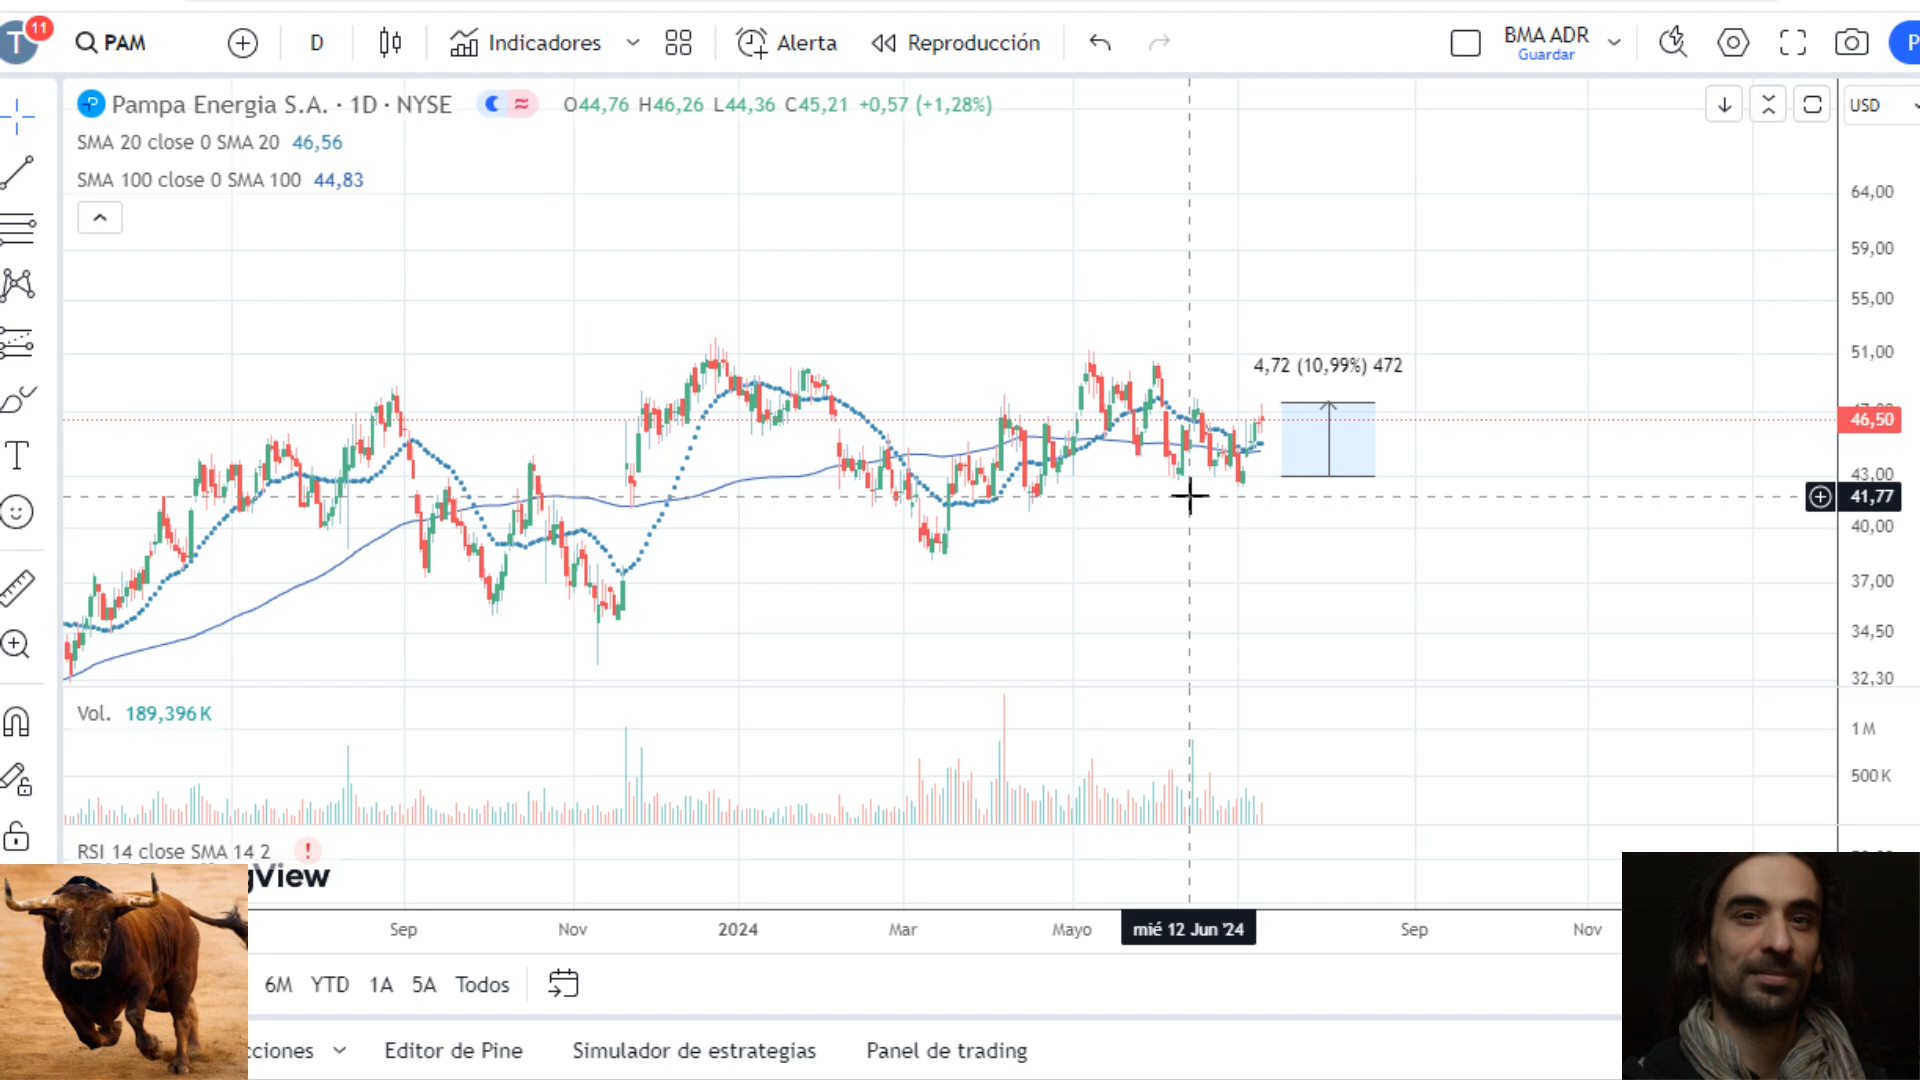 T 11 PAM D Indicadores Alerta Reproducción BMA ADR P
Guardar
Pampa Energia S.A. · 1D · NYSE O44,76 H46,26 L44,36 C45,21 +0,57 (+1,28%) USD
SMA 20 close 0 SMA 20 46,56
SMA 100 close 0 SMA 100 44,83
64,00
59,00
55,00
51,00
4,72 (10,99%) 472
46,50
43,00
41,77
40,00
37,00
34,50
32,30
Vol. 189,396K
1M
500K
RSI 14 close SMA 14 2 !
View
Sep Nov 2024 Mar Mayo mié 12 Jun '24 Sep Nov
6M YTD 1A 5A Todos
cciones Editor de Pine Simulador de estrategias Panel de trading